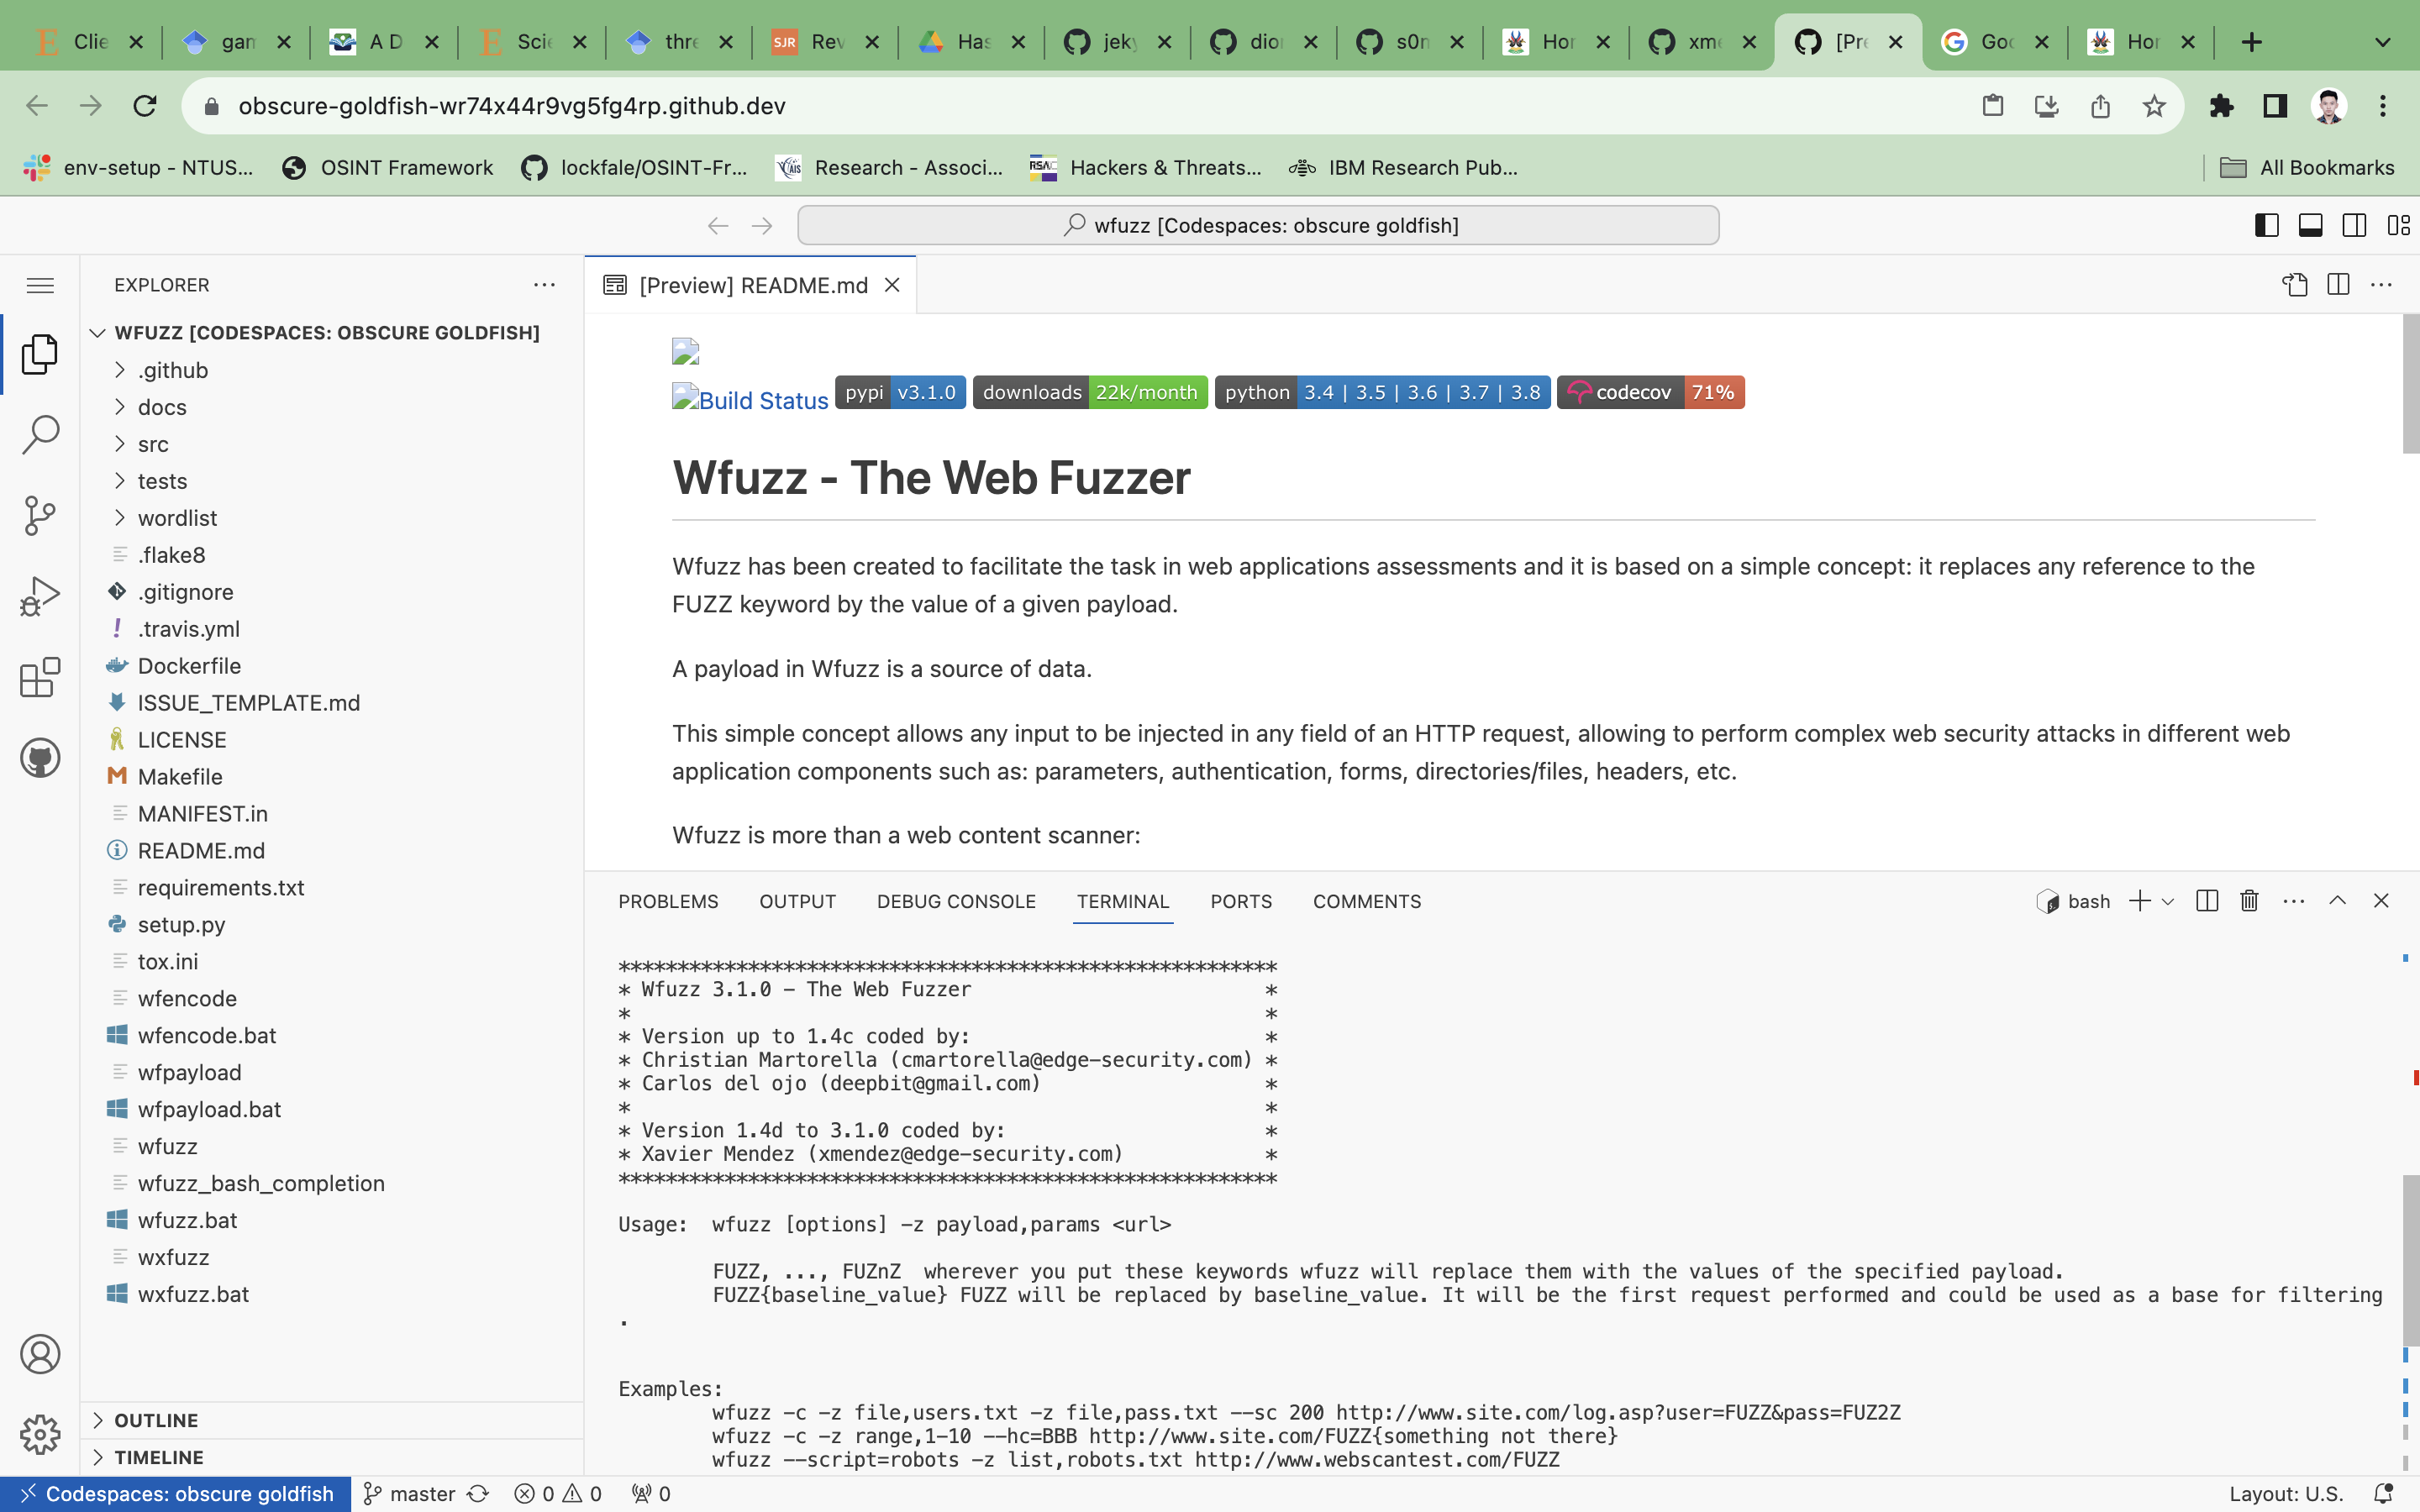 Clie
gam
A D
Scie
thre
SJR Rev
Has
jeky
dior
s0m
Hor
xme
[Pre
Goo
Hor
obscure-goldfish-wr74x44r9vg5fg4rp.github.dev
env-setup - NTUS...
OSINT Framework
lockfale/OSINT-Fr...
Research - Associ...
Hackers & Threats...
IBM Research Pub...
All Bookmarks
wfuzz [Codespaces: obscure goldfish]
EXPLORER
WFUZZ [CODESPACES: OBSCURE GOLDFISH]
.github
docs
src
tests
wordlist
.flake8
.gitignore
.travis.yml
Dockerfile
ISSUE_TEMPLATE.md
LICENSE
Makefile
MANIFEST.in
README.md
requirements.txt
setup.py
tox.ini
wfencode
wfencode.bat
wfpayload
wfpayload.bat
wfuzz
wfuzz_bash_completion
wfuzz.bat
wxfuzz
wxfuzz.bat
OUTLINE
TIMELINE
[Preview] README.md
Build Status pypi v3.1.0 downloads 22k/month python 3.4 | 3.5 | 3.6 | 3.7 | 3.8 codecov 71%
Wfuzz - The Web Fuzzer
Wfuzz has been created to facilitate the task in web applications assessments and it is based on a simple concept: it replaces any reference to the
FUZZ keyword by the value of a given payload.
A payload in Wfuzz is a source of data.
This simple concept allows any input to be injected in any field of an HTTP request, allowing to perform complex web security attacks in different web
application components such as: parameters, authentication, forms, directories/files, headers, etc.
Wfuzz is more than a web content scanner:
PROBLEMS OUTPUT DEBUG CONSOLE TERMINAL PORTS COMMENTS
bash
********************************************************
* Wfuzz 3.1.0 - The Web Fuzzer                         *
*                                                      *
* Version up to 1.4c coded by:                         *
* Christian Martorella (cmartorella@edge-security.com) *
* Carlos del ojo (deepbit@gmail.com)                   *
*                                                      *
* Version 1.4d to 3.1.0 coded by:                      *
* Xavier Mendez (xmendez@edge-security.com)            *
********************************************************
Usage:  wfuzz [options] -z payload,params <url>
FUZZ, ..., FUZnZ  wherever you put these keywords wfuzz will replace them with the values of the specified payload.
FUZZ{baseline_value} FUZZ will be replaced by baseline_value. It will be the first request performed and could be used as a base for filtering
.
Examples:
wfuzz -c -z file,users.txt -z file,pass.txt --sc 200 http://www.site.com/log.asp?user=FUZZ&pass=FUZ2Z
wfuzz -c -z range,1-10 --hc=BBB http://www.site.com/FUZZ{something not there}
wfuzz --script=robots -z list,robots.txt http://www.webscantest.com/FUZZ
Codespaces: obscure goldfish master 0 0 0
Layout: U.S.